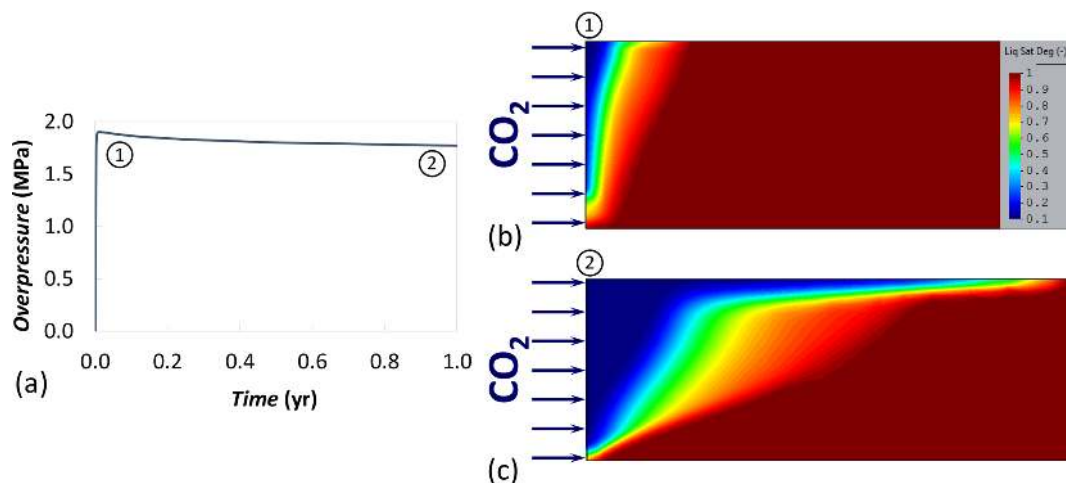 2.0
1.5
1.0
0.5
0.0
Overpressure (MPa)
0.0 0.2 0.4 0.6 0.8 1.0
Time (yr)
①
②
(a)
①
CO2
(b)
Liq Sat Deg (-)
1
0.9
0.8
0.7
0.6
0.5
0.4
0.3
0.2
0.1
②
CO2
(c)